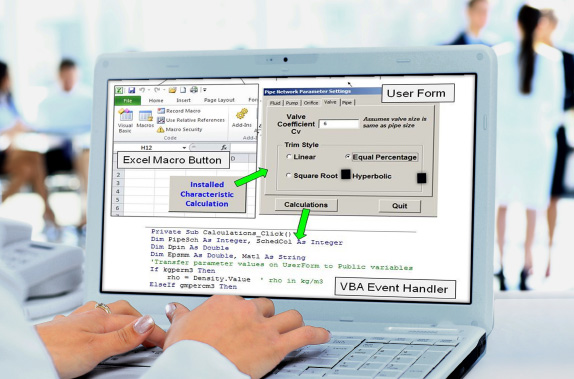 File Home Insert Page Layout For
Visual Basic
Macros
Record Macro
Use Relative References
Macro Security
Code
Add-Ins
Add-
H12
fx
D
Excel Macro Button
2
3
4
5
6
Installed
Characteristic
Calculation
Pipe Network Parameter Settings
User Form
Fluid Pump Orifice Valve Pipe
Valve
Coefficient
Cv
Assumes valve size is
same as pipe size
Trim Style
Linear
Equal Percentage
Square Root
Hyperbolic
Calculations
Quit
Private Sub Calculations_Click()
Dim PipeSch As Integer, SchedCol As Integer
Dim Dpin As Double
Dim Epsmm As Double, Matl As String
'Transfer parameter values on UserForm to Public variables
If kgperm3 Then
rho = Density.Value ' rho in kg/m3
ElseIf gmpercm3 Then
VBA Event Handler